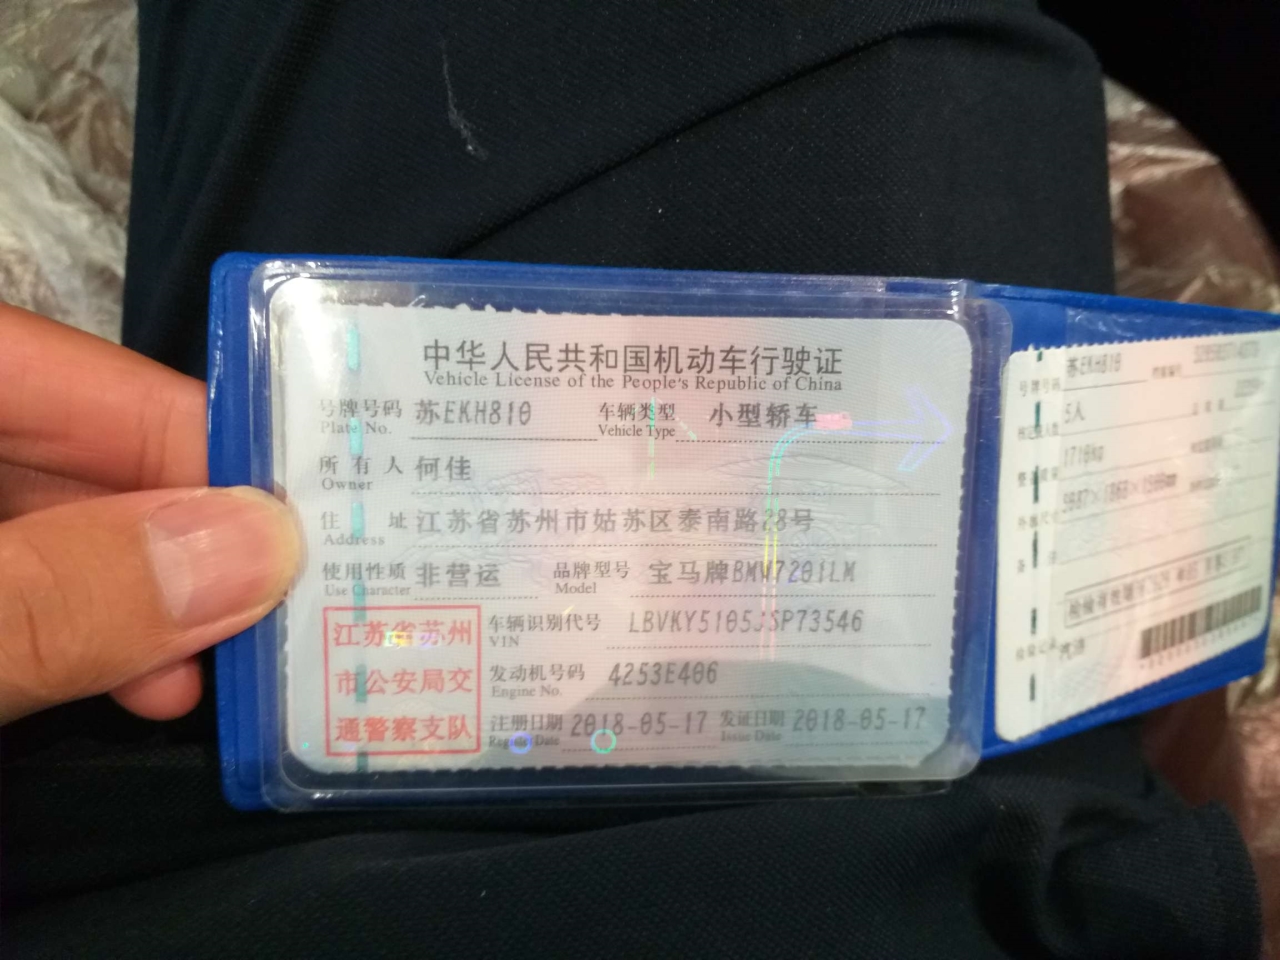 中华人民共和国机动车行驶证
Vehicle License of the People's Republic of China
号牌号码 苏EKH810 车辆类型 小型轿车
Plate No. Vehicle Type
所有人 何佳
Owner
住址 江苏省苏州市姑苏区泰南路28号
Address
使用性质 非营运 品牌型号 宝马牌BMW7201LM
Use Character Model
江苏省苏州
市公安局交
通警察支队
车辆识别代号 LBVKY5105JSP73546
VIN
发动机号码 4253E406
Engine No.
注册日期 2018-05-17 发证日期 2018-05-17
Register Date Issue Date
号牌号码 苏EKH810
5人
1716kg